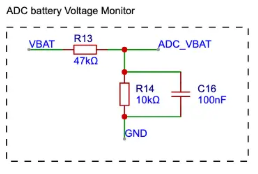 ADC battery Voltage Monitor
VBAT
R13
47kΩ
ADC_VBAT
R14
10kΩ
C16
100nF
GND